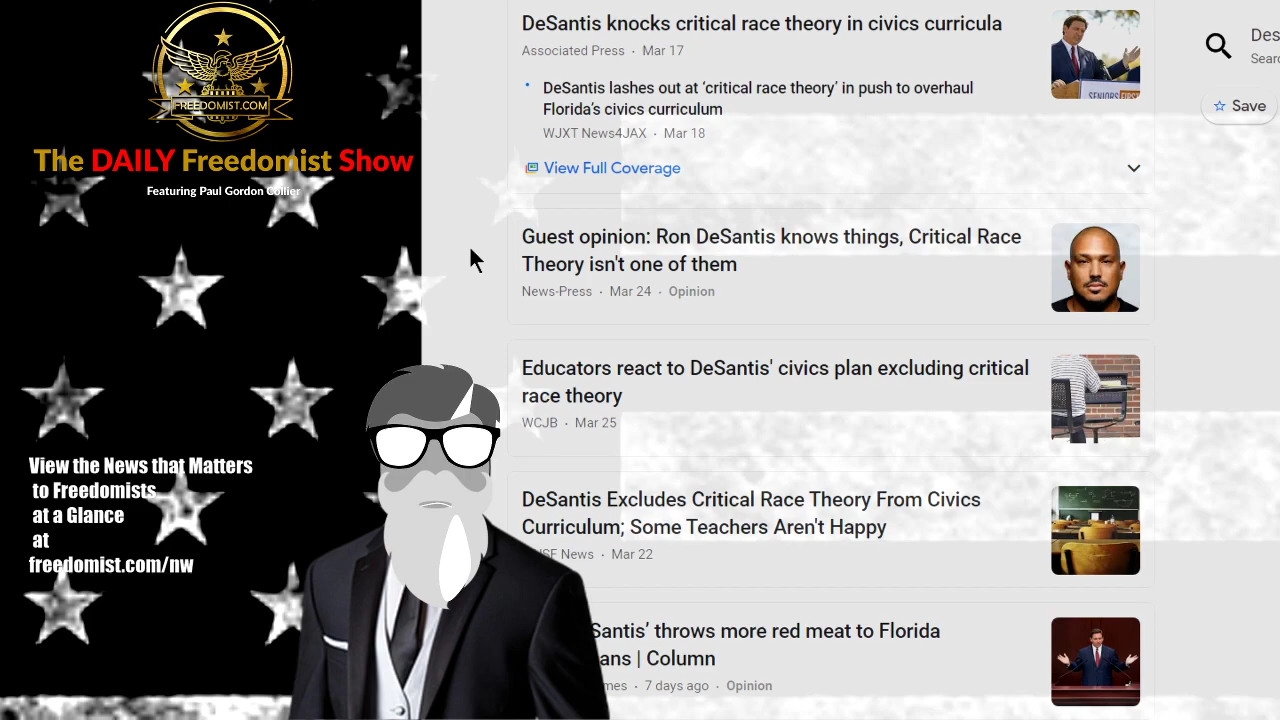 FREEDOMIST.COM
The DAILY Freedomist Show
Featuring Paul Gordon Collier
View the News that Matters
to Freedomists
at a Glance
at
freedomist.com/nw
DeSantis knocks critical race theory in civics curricula
Associated Press · Mar 17
DeSantis lashes out at ‘critical race theory’ in push to overhaul
Florida’s civics curriculum
WJXT News4JAX · Mar 18
View Full Coverage
Guest opinion: Ron DeSantis knows things, Critical Race
Theory isn't one of them
News-Press · Mar 24 · Opinion
Educators react to DeSantis' civics plan excluding critical
race theory
WCJB · Mar 25
DeSantis Excludes Critical Race Theory From Civics
Curriculum; Some Teachers Aren't Happy
News · Mar 22
Santis’ throws more red meat to Florida
ans | Column
mes · 7 days ago · Opinion
SENIORS FIRST
Des
Searc
Save